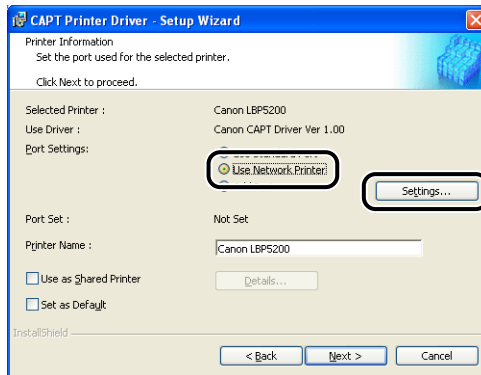 CAPT Printer Driver - Setup Wizard
Printer Information
Set the port used for the selected printer.
Click Next to proceed.
Selected Printer : Canon LBP5200
Use Driver : Canon CAPT Driver Ver 1.00
Port Settings:
Use Network Printer
Settings...
Port Set : Not Set
Printer Name : Canon LBP5200
Use as Shared Printer Details...
Set as Default
InstallShield
< Back Next > Cancel